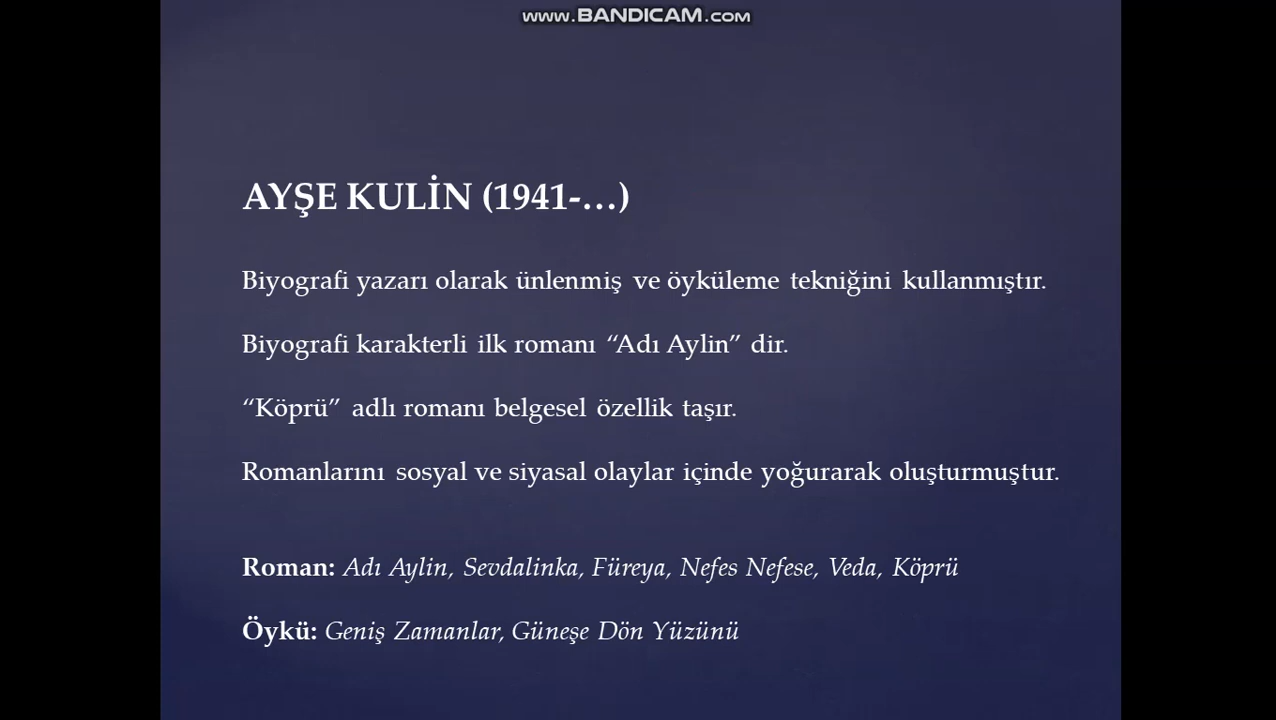 www.BANDICAM.com
AYŞE KULİN (1941-…)
Biyografi yazarı olarak ünlenmiş ve öyküleme tekniğini kullanmıştır.
Biyografi karakterli ilk romanı “Adı Aylin” dir.
“Köprü” adlı romanı belgesel özellik taşır.
Romanlarını sosyal ve siyasal olaylar içinde yoğurarak oluşturmuştur.
Roman: Adı Aylin, Sevdalinka, Füreya, Nefes Nefese, Veda, Köprü
Öykü: Geniş Zamanlar, Güneşe Dön Yüzünü